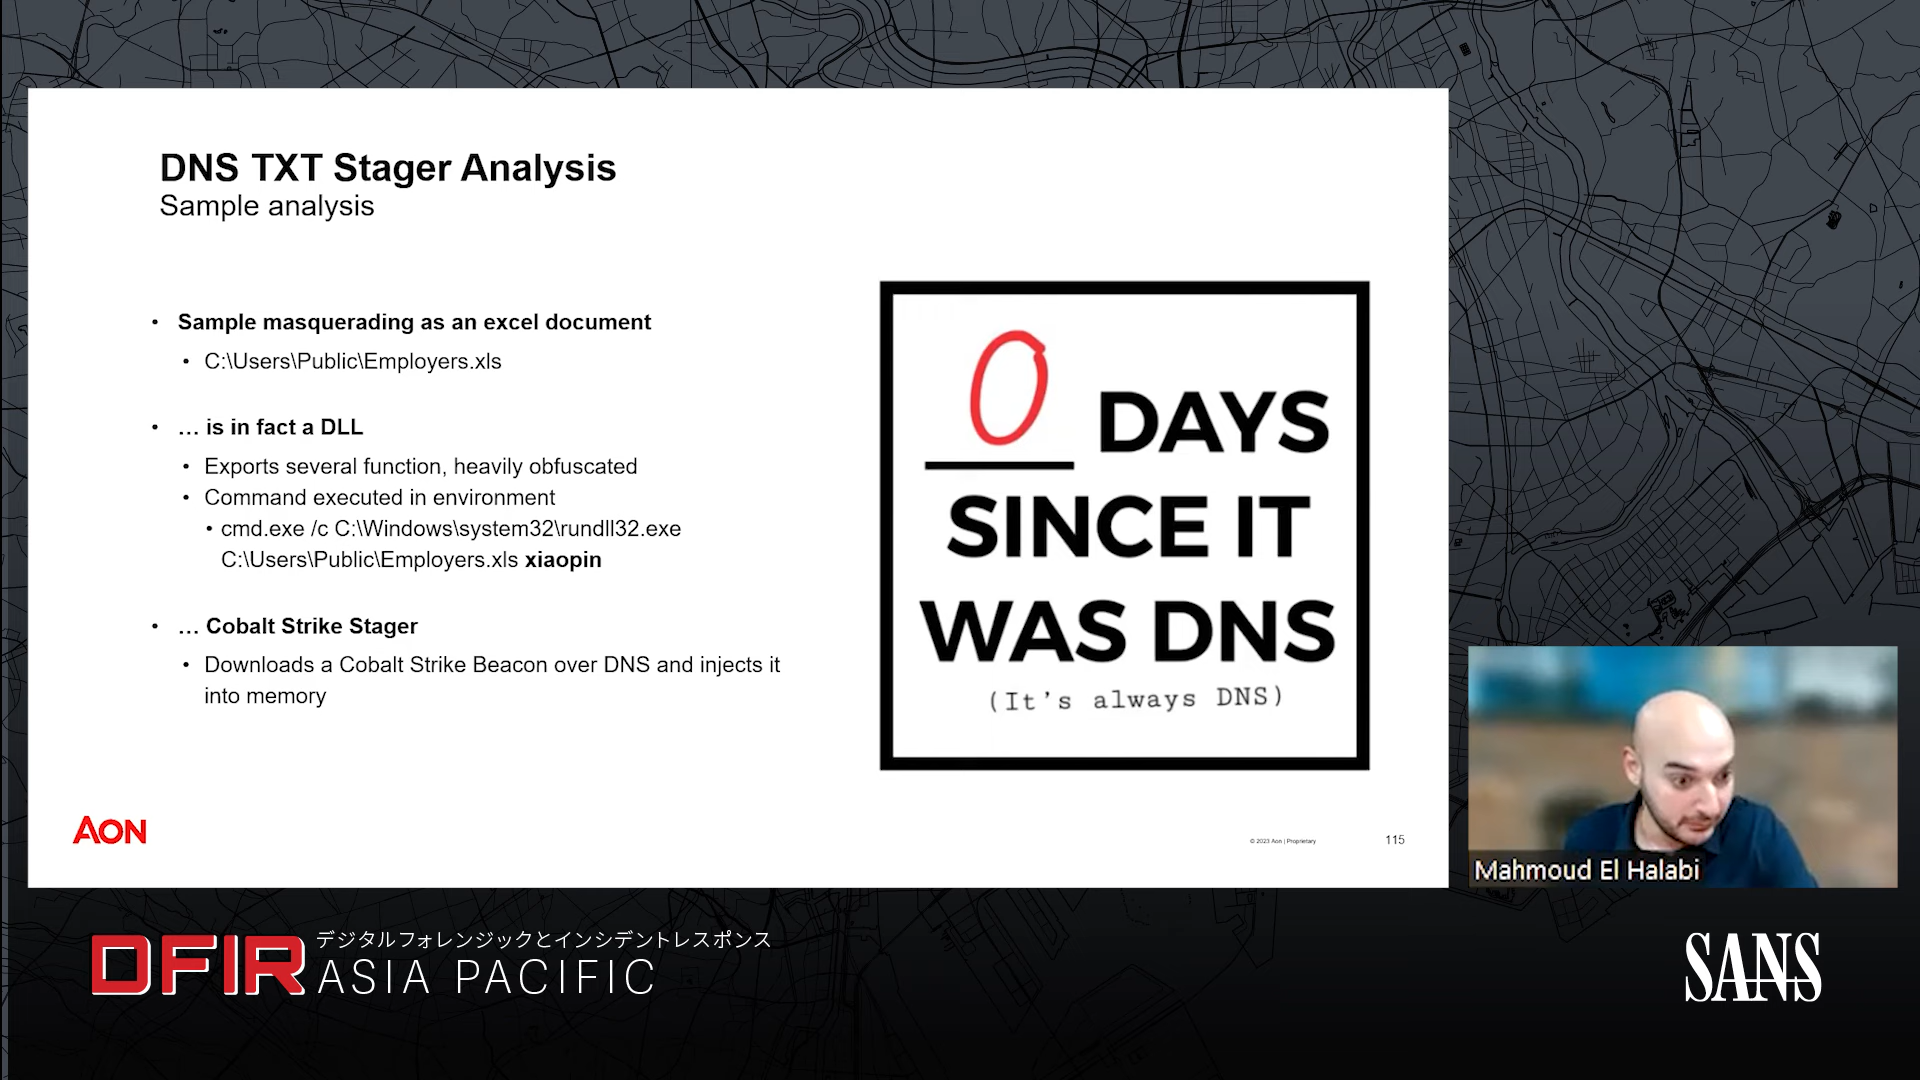 DNS TXT Stager Analysis
Sample analysis
• Sample masquerading as an excel document
• C:\Users\Public\Employers.xls
• … is in fact a DLL
• Exports several function, heavily obfuscated
• Command executed in environment
• cmd.exe /c C:\Windows\system32\rundll32.exe
C:\Users\Public\Employers.xls xiaopin
• … Cobalt Strike Stager
• Downloads a Cobalt Strike Beacon over DNS and injects it
into memory
0 DAYS
SINCE IT
WAS DNS
(It's always DNS)
AON
© 2023 Aon | Proprietary
115
Mahmoud El Halabi
DFIR
デジタルフォレンジックとインシデントレスポンス
ASIA PACIFIC
SANS